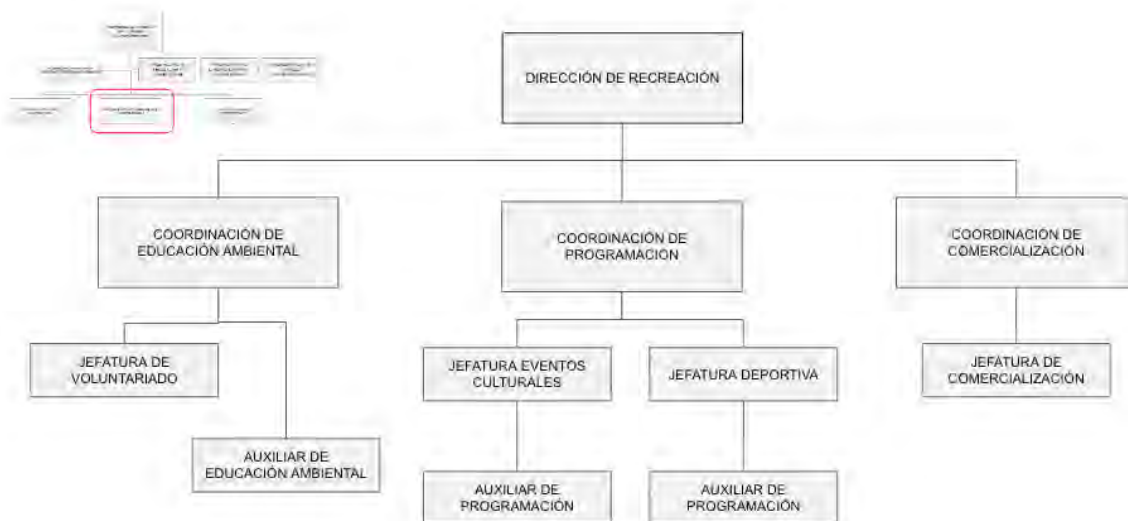 DIRECCIÓN DE RECREACIÓN
COORDINACIÓN DE
EDUCACIÓN AMBIENTAL
COORDINACIÓN DE
PROGRAMACIÓN
COORDINACIÓN DE
COMERCIALIZACIÓN
JEFATURA DE
VOLUNTARIADO
JEFATURA EVENTOS
CULTURALES
JEFATURA DEPORTIVA
JEFATURA DE
COMERCIALIZACIÓN
AUXILIAR DE
EDUCACIÓN AMBIENTAL
AUXILIAR DE
PROGRAMACIÓN
AUXILIAR DE
PROGRAMACIÓN